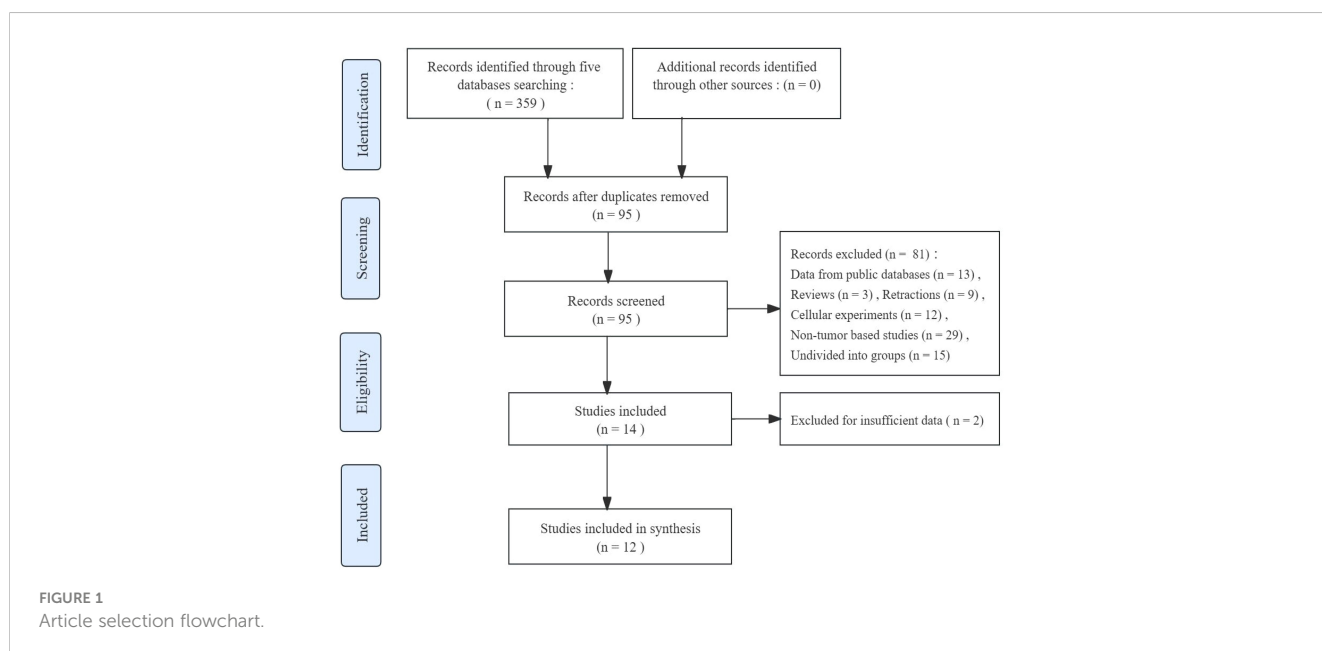 Identification
Records identified through five
databases searching :
( n = 359 )
Additional records identified
through other sources : (n = 0)
Screening
Records after duplicates removed
(n = 95 )
Records screened
(n = 95 )
Records excluded (n =  81) :
Data from public databases (n = 13) ,
Reviews (n = 3) , Retractions (n = 9) ,
Cellular experiments (n = 12) ,
Non-tumor based studies (n = 29) ,
Undivided into groups (n = 15)
Eligibility
Studies included
(n = 14 )
Excluded for insufficient data ( n = 2)
Included
Studies included in synthesis
(n = 12 )
FIGURE 1
Article selection flowchart.